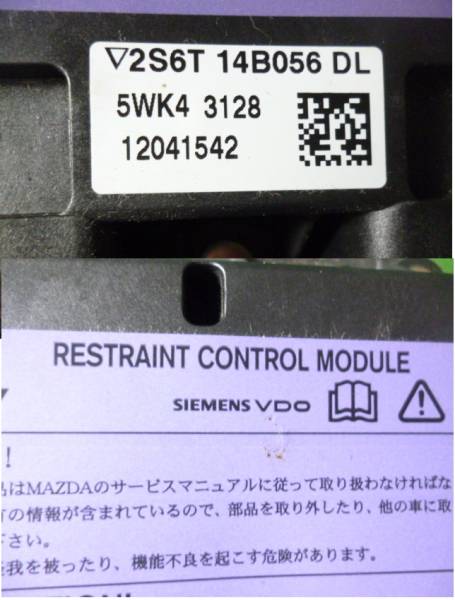 ▽2S6T 14B056 DL
5WK4 3128
12041542
RESTRAINT CONTROL MODULE
SIEMENS VDO
!
品はMAZDAのサービスマニュアルに従って取り扱わなければな
有の情報が含まれているので、部品を取り外したり、他の車に取
下さい。
我を被ったり、機能不良を起こす危険があります。